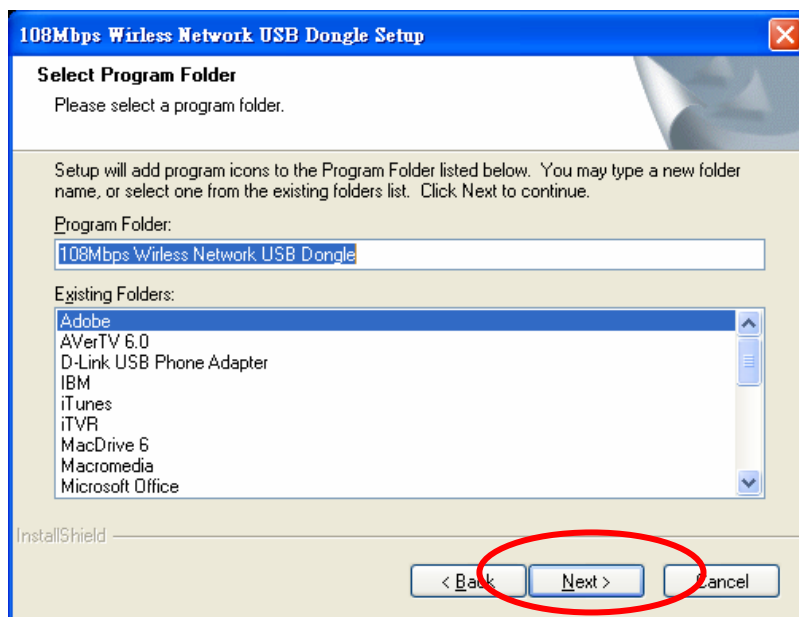 108Mbps Wirless Network USB Dongle Setup
Select Program Folder
Please select a program folder.
Setup will add program icons to the Program Folder listed below. You may type a new folder
name, or select one from the existing folders list. Click Next to continue.
Program Folder:
108Mbps Wirless Network USB Dongle
Existing Folders:
Adobe
AVerTV 6.0
D-Link USB Phone Adapter
IBM
iTunes
iTVR
MacDrive 6
Macromedia
Microsoft Office
InstallShield
< Back Next > Cancel